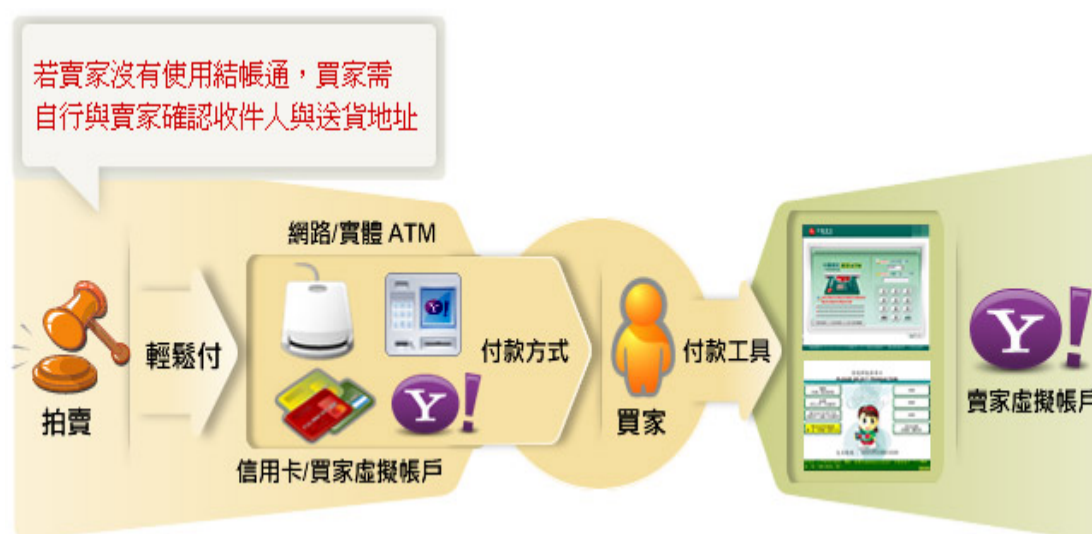 若賣家沒有使用結帳通，買家需
自行與賣家確認收件人與送貨地址
網路/實體 ATM
拍賣
輕鬆付
付款方式
信用卡/買家虛擬帳戶
買家
付款工具
Y!
Y!
Y!
賣家虛擬帳戶